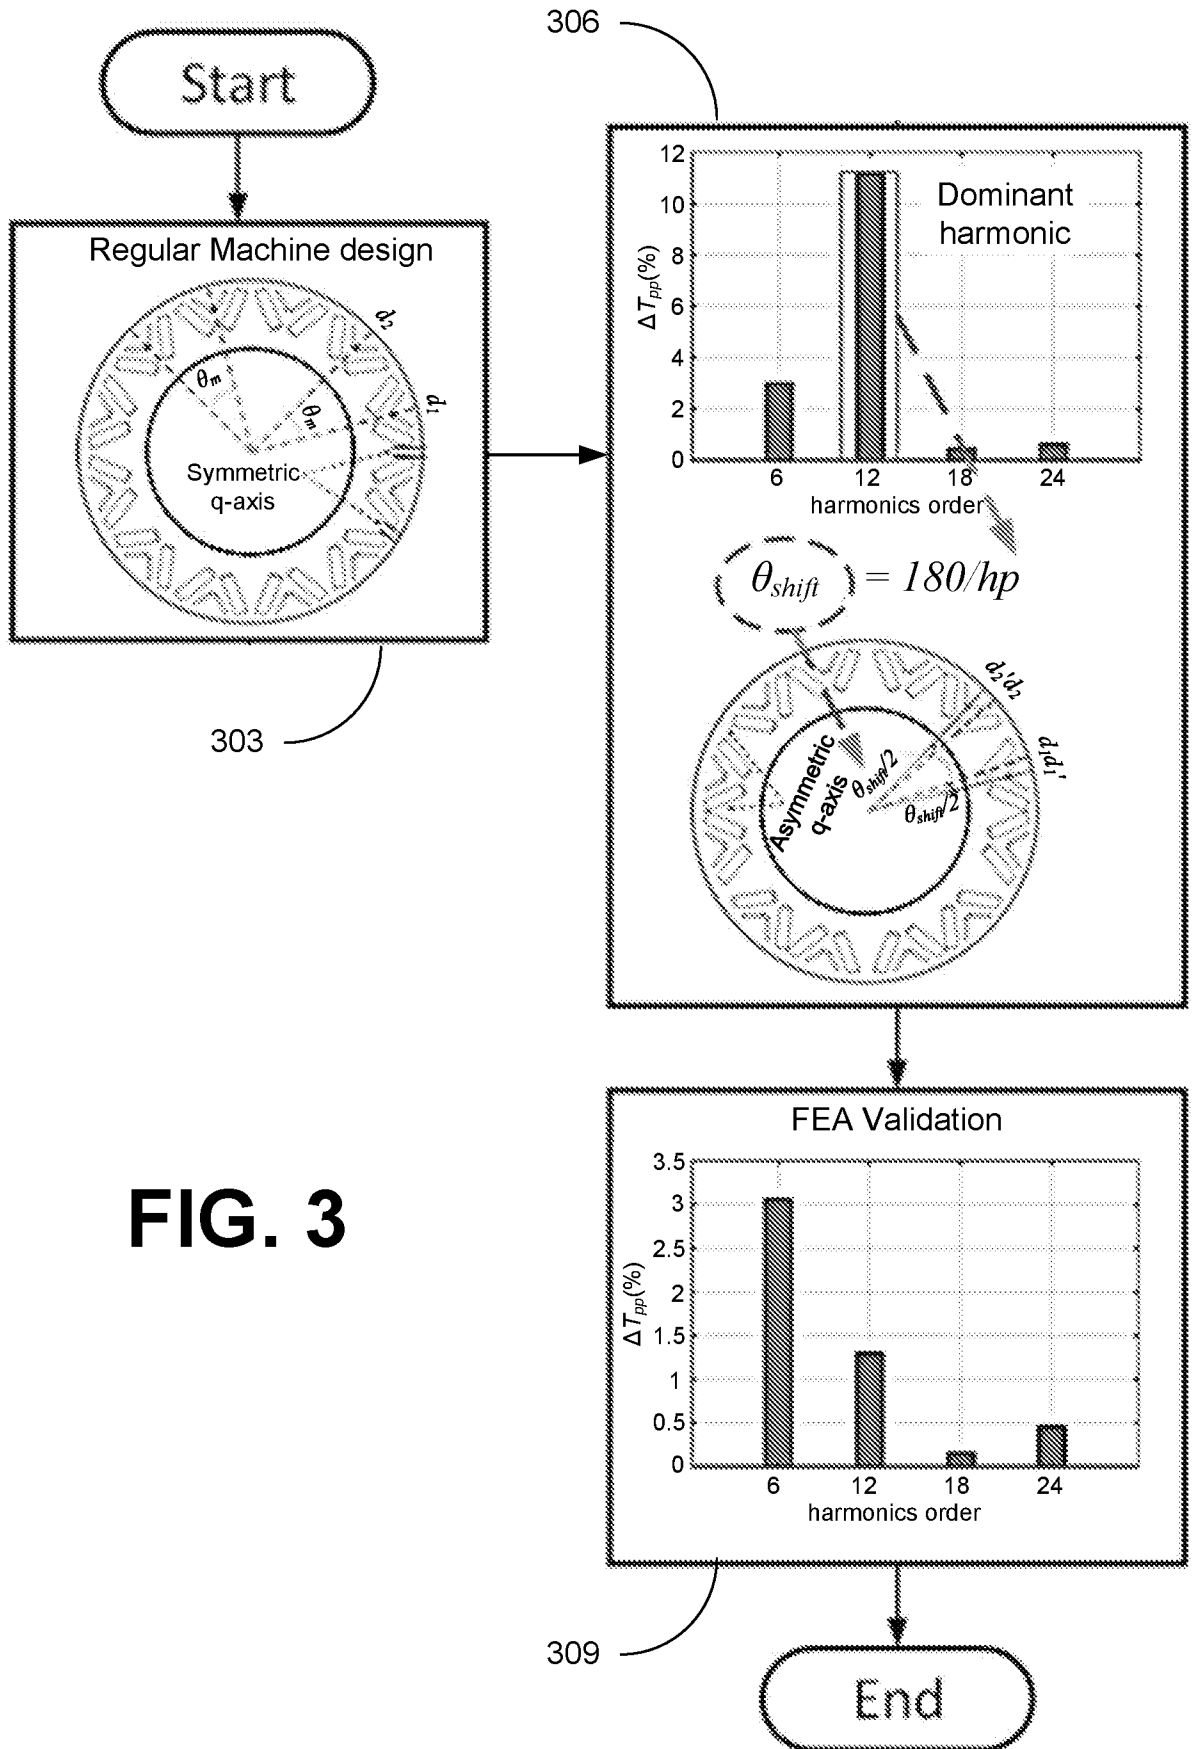 306
Start
Regular Machine design
d₂
θm
θm
d₁
Symmetric
q-axis
303
12
10
8
6
4
2
0
ΔTpp(%)
Dominant
harmonic
6 12 18 24
harmonics order
θshift = 180/hp
d₂'d₂
d₁d₁'
Asymmetric
q-axis
θshift/2
θshift/2
FEA Validation
3.5
3
2.5
2
1.5
1
0.5
0
ΔTpp(%)
6 12 18 24
harmonics order
FIG. 3
309
End